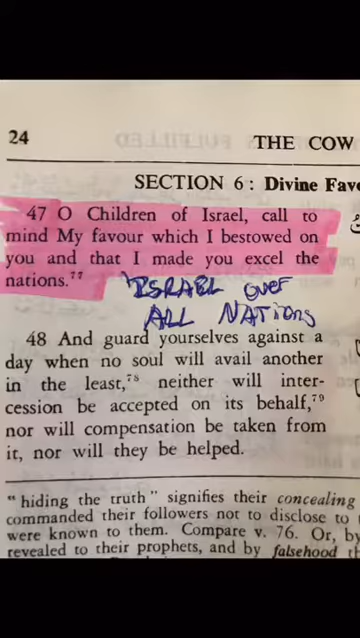 24
THE COW
SECTION 6: Divine Favo
47 O Children of Israel, call to
mind My favour which I bestowed on
you and that I made you excel the
nations.⁷⁷
ISRAEL over
ALL NATIONS
48 And guard yourselves against a
day when no soul will avail another
in the least,⁷⁸ neither will inter-
cession be accepted on its behalf,⁷⁹
nor will compensation be taken from
it, nor will they be helped.
"hiding the truth" signifies their concealing
commanded their followers not to disclose to
were known to them. Compare v. 76. Or, by
revealed to their prophets, and by falsehood th